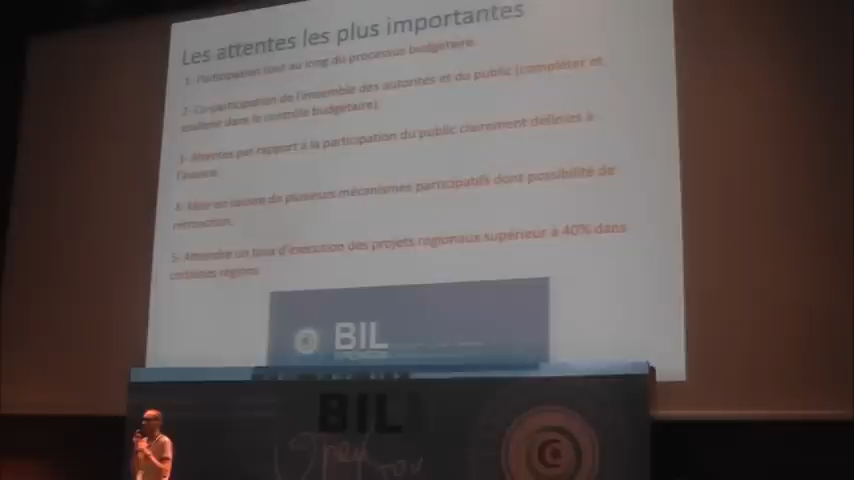 Les attentes les plus importantes
1- Participation tout au long du processus budgétaire.
2- Co-participation de l'ensemble des autorités et du public (compléter et
soutenir dans le contrôle budgétaire).
3- Attentes par rapport à la participation du public clairement définies à
l'avance.
4- Mise en oeuvre de plusieurs mécanismes participatifs dont possibilité de
rétroaction.
5- Atteindre un taux d'exécution des projets régionaux supérieur à 40% dans
certaines régions
BIL
BIL